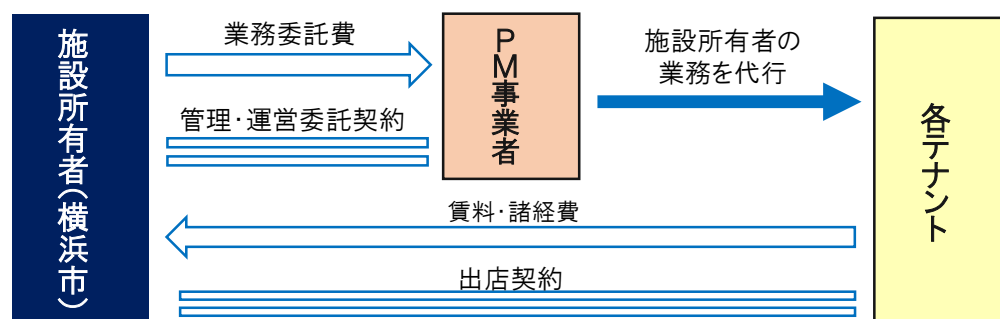 施設所有者(横浜市)
業務委託費
管理・運営委託契約
PM事業者
施設所有者の
業務を代行
賃料・諸経費
出店契約
各テナント